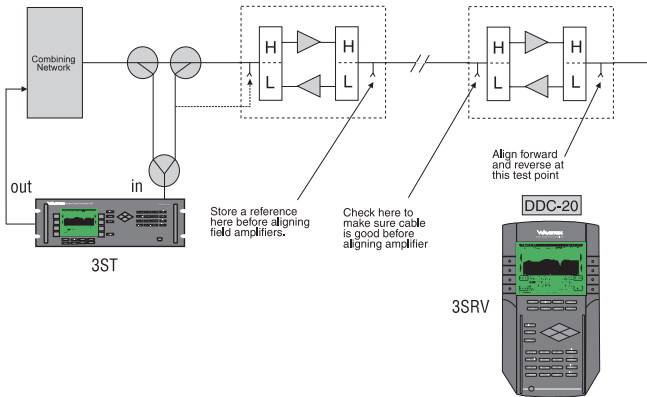 Combining
Network
H
L
H
L
H
L
H
L
out
in
Store a reference
here before aligning
field amplifiers.
Check here to
make sure cable
is good before
aligning amplifier
Align forward
and reverse at
this test point
DDC-20
WAVETEK
3ST
3SRV